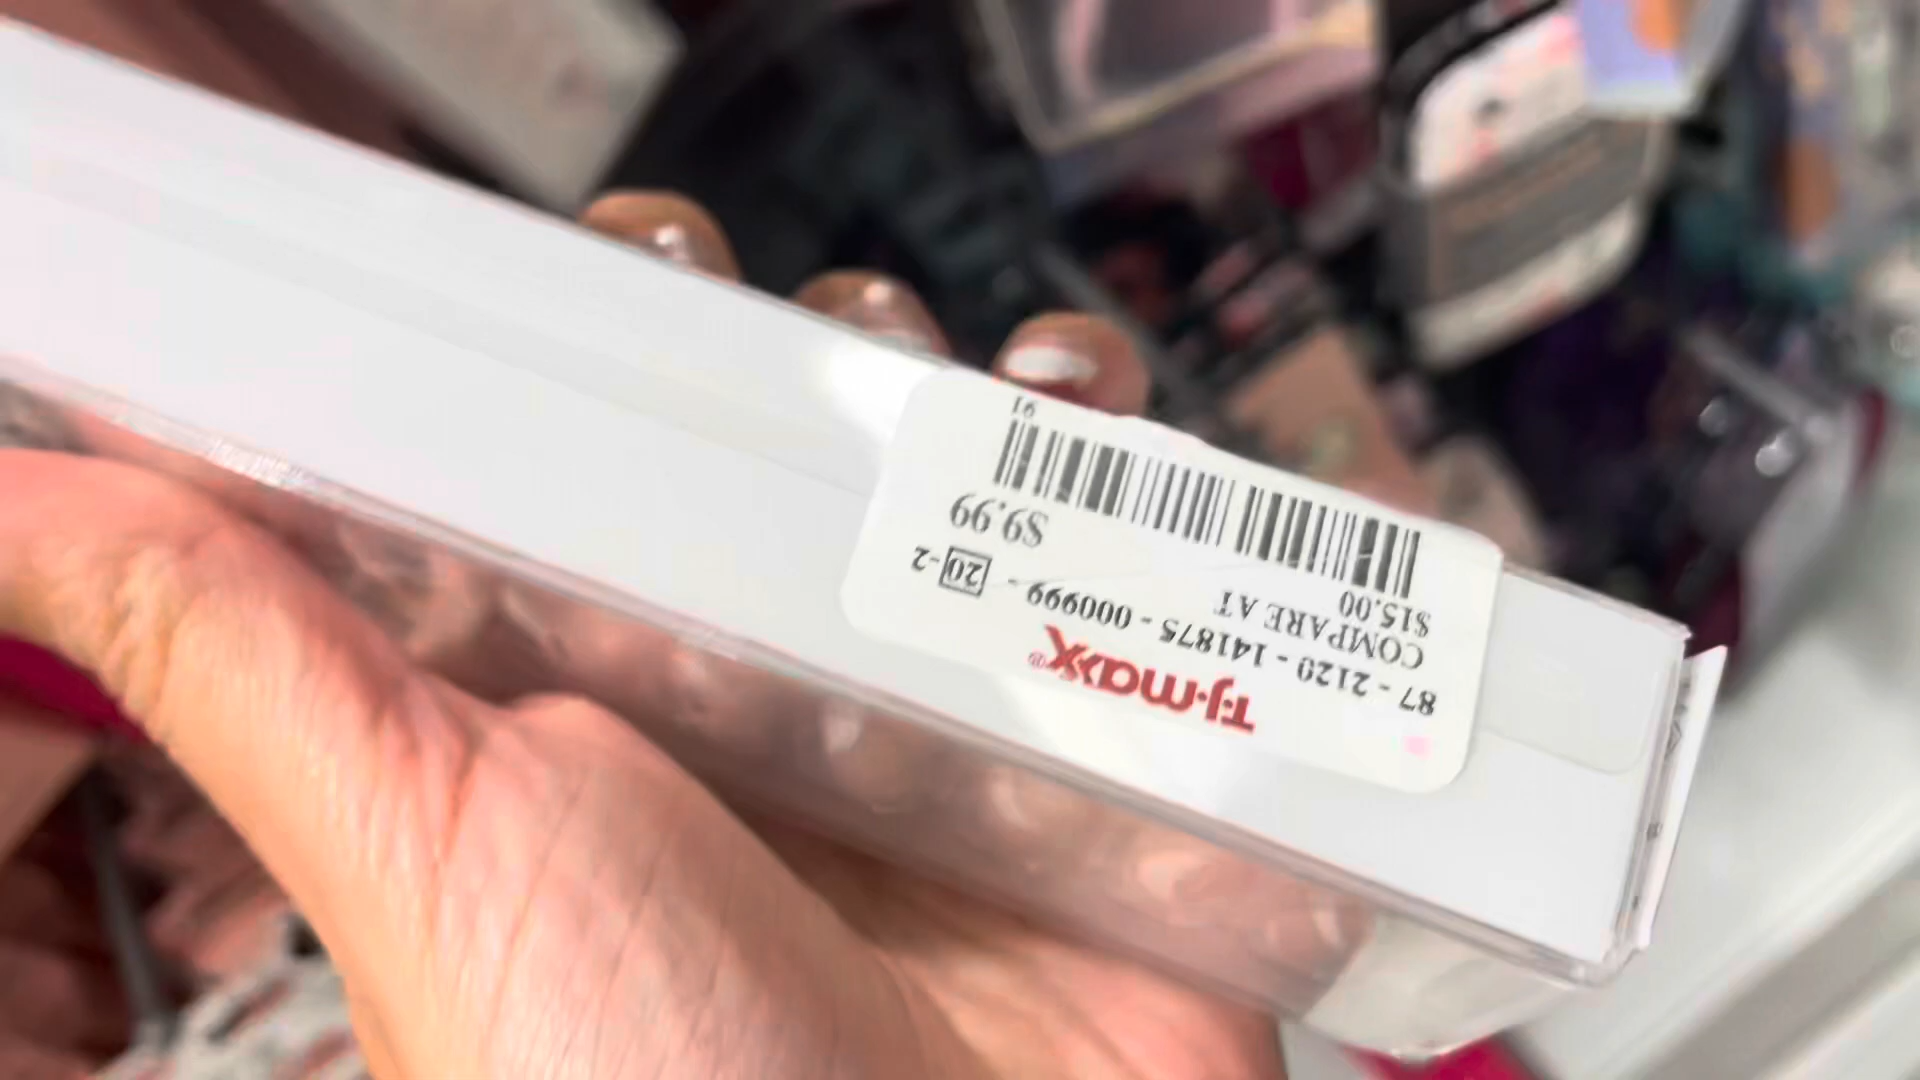 T·J·maxx®
87 - 2120 - 141875 - 000999 - 20-2
COMPARE AT
$15.00
$9.99
91